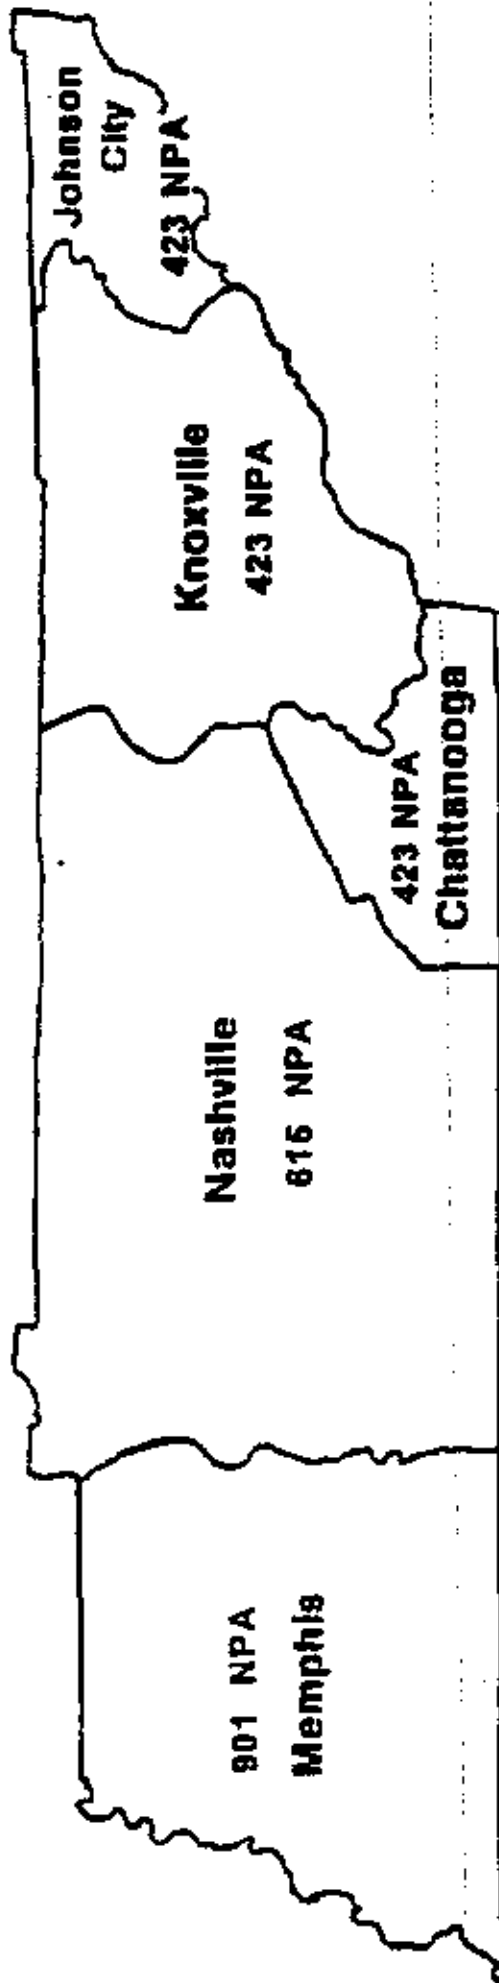 Johnson
City
423 NPA
Knoxville
423 NPA
423 NPA
Chattanooga
Nashville
615 NPA
901 NPA
Memphis